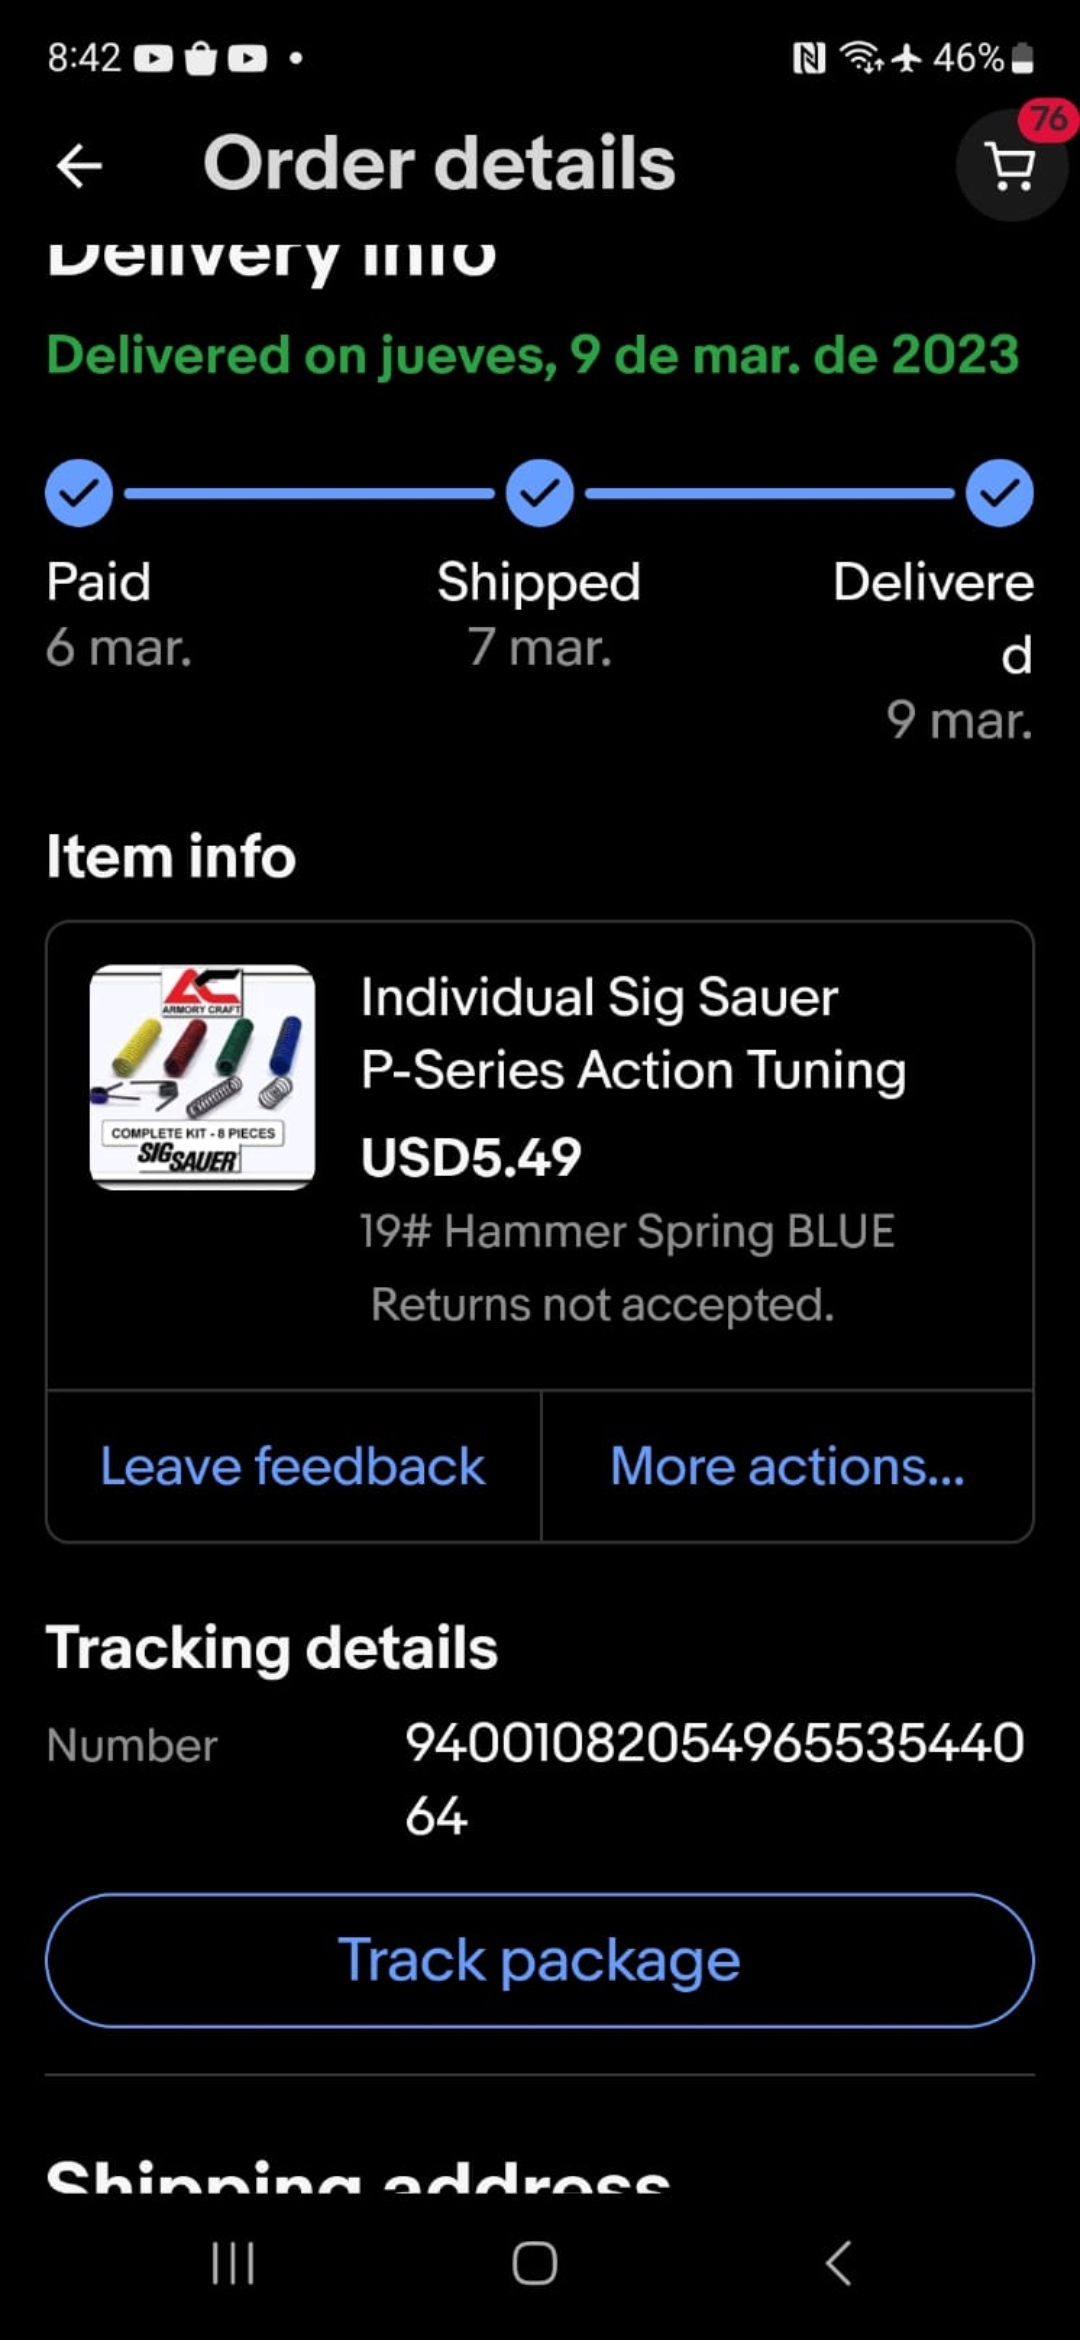 8:42
46%
76
Order details
Delivery info
Delivered on jueves, 9 de mar. de 2023
Paid
Shipped
Delivere
d
6 mar.
7 mar.
9 mar.
Item info
ARMORY CRAFT
COMPLETE KIT - 8 PIECES
SIG SAUER
Individual Sig Sauer
P-Series Action Tuning
USD5.49
19# Hammer Spring BLUE
Returns not accepted.
Leave feedback
More actions...
Tracking details
Number
94001082054965535440
64
Track package
Shipping address